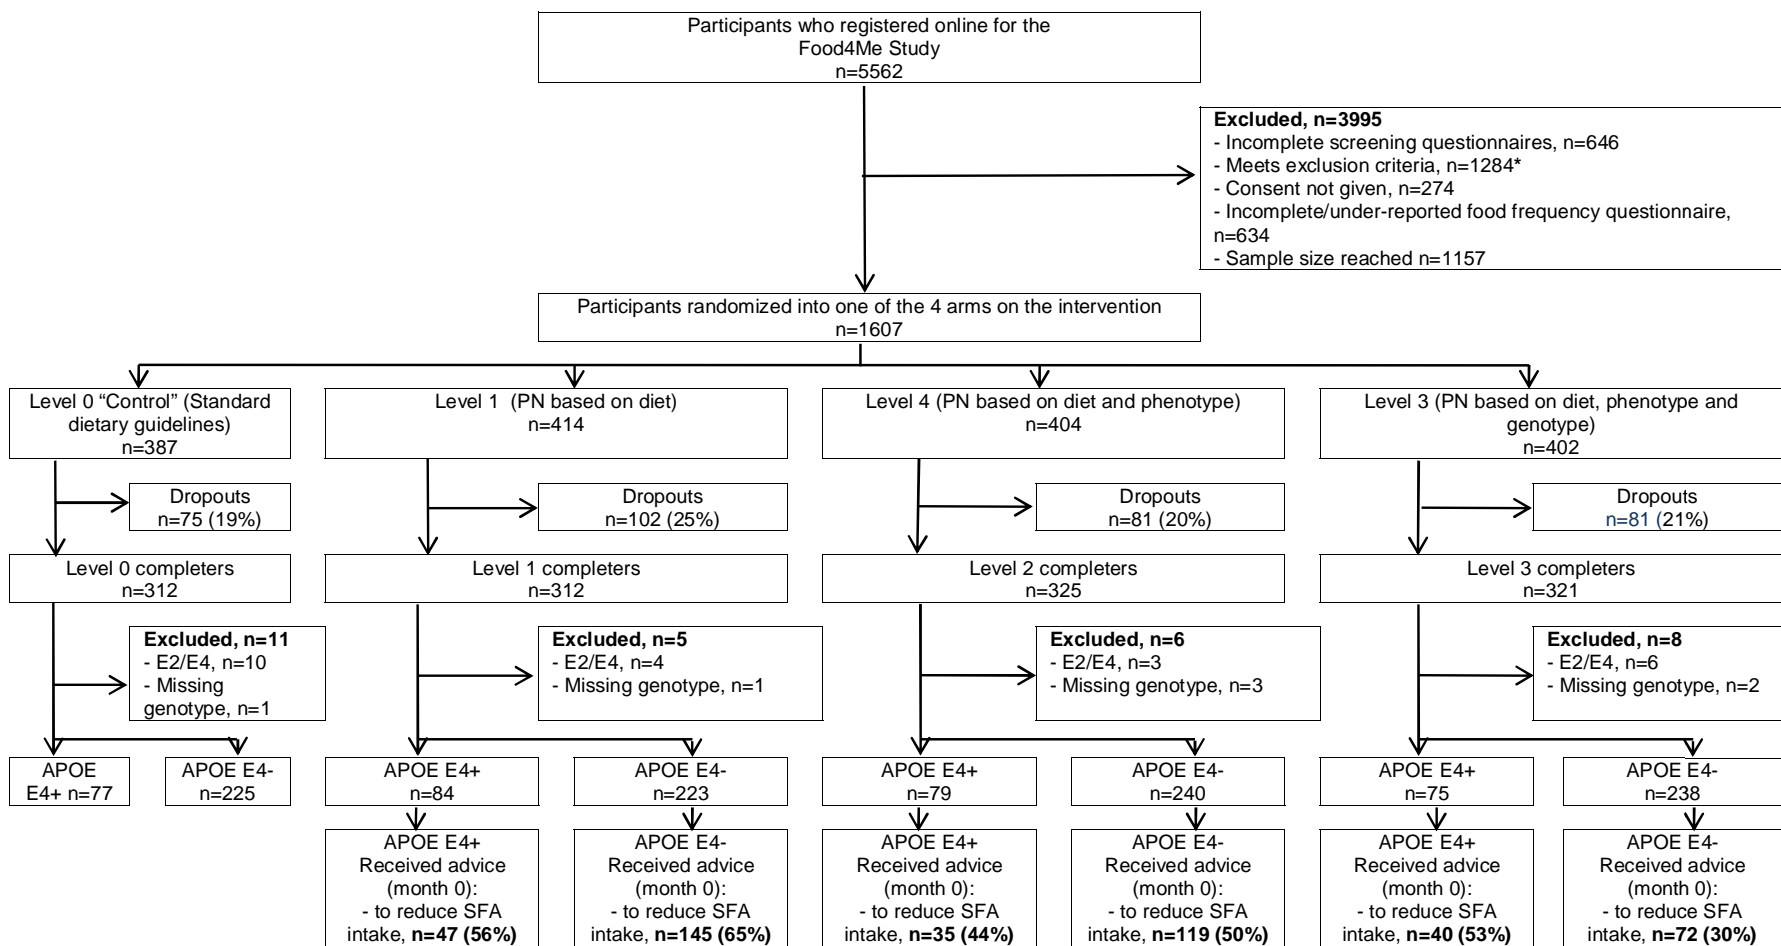 Participants who registered online for the
Food4Me Study
n=5562
Excluded, n=3995
- Incomplete screening questionnaires, n=646
- Meets exclusion criteria, n=1284*
- Consent not given, n=274
- Incomplete/under-reported food frequency questionnaire,
n=634
- Sample size reached n=1157
Participants randomized into one of the 4 arms on the intervention
n=1607
Level 0 “Control” (Standard
dietary guidelines)
n=387
Level 1 (PN based on diet)
n=414
Level 4 (PN based on diet and phenotype)
n=404
Level 3 (PN based on diet, phenotype and
genotype)
n=402
Dropouts
n=75 (19%)
Dropouts
n=102 (25%)
Dropouts
n=81 (20%)
Dropouts
n=81 (21%)
Level 0 completers
n=312
Level 1 completers
n=312
Level 2 completers
n=325
Level 3 completers
n=321
Excluded, n=11
- E2/E4, n=10
- Missing
genotype, n=1
Excluded, n=5
- E2/E4, n=4
- Missing genotype, n=1
Excluded, n=6
- E2/E4, n=3
- Missing genotype, n=3
Excluded, n=8
- E2/E4, n=6
- Missing genotype, n=2
APOE
E4+ n=77
APOE E4-
n=225
APOE E4+
n=84
APOE E4-
n=223
APOE E4+
n=79
APOE E4-
n=240
APOE E4+
n=75
APOE E4-
n=238
APOE E4+
Received advice
(month 0):
- to reduce SFA
intake, n=47 (56%)
APOE E4-
Received advice
(month 0):
- to reduce SFA
intake, n=145 (65%)
APOE E4+
Received advice
(month 0):
- to reduce SFA
intake, n=35 (44%)
APOE E4-
Received advice
(month 0):
- to reduce SFA
intake, n=119 (50%)
APOE E4+
Received advice
(month 0):
- to reduce SFA
intake, n=40 (53%)
APOE E4-
Received advice
(month 0):
- to reduce SFA
intake, n=72 (30%)